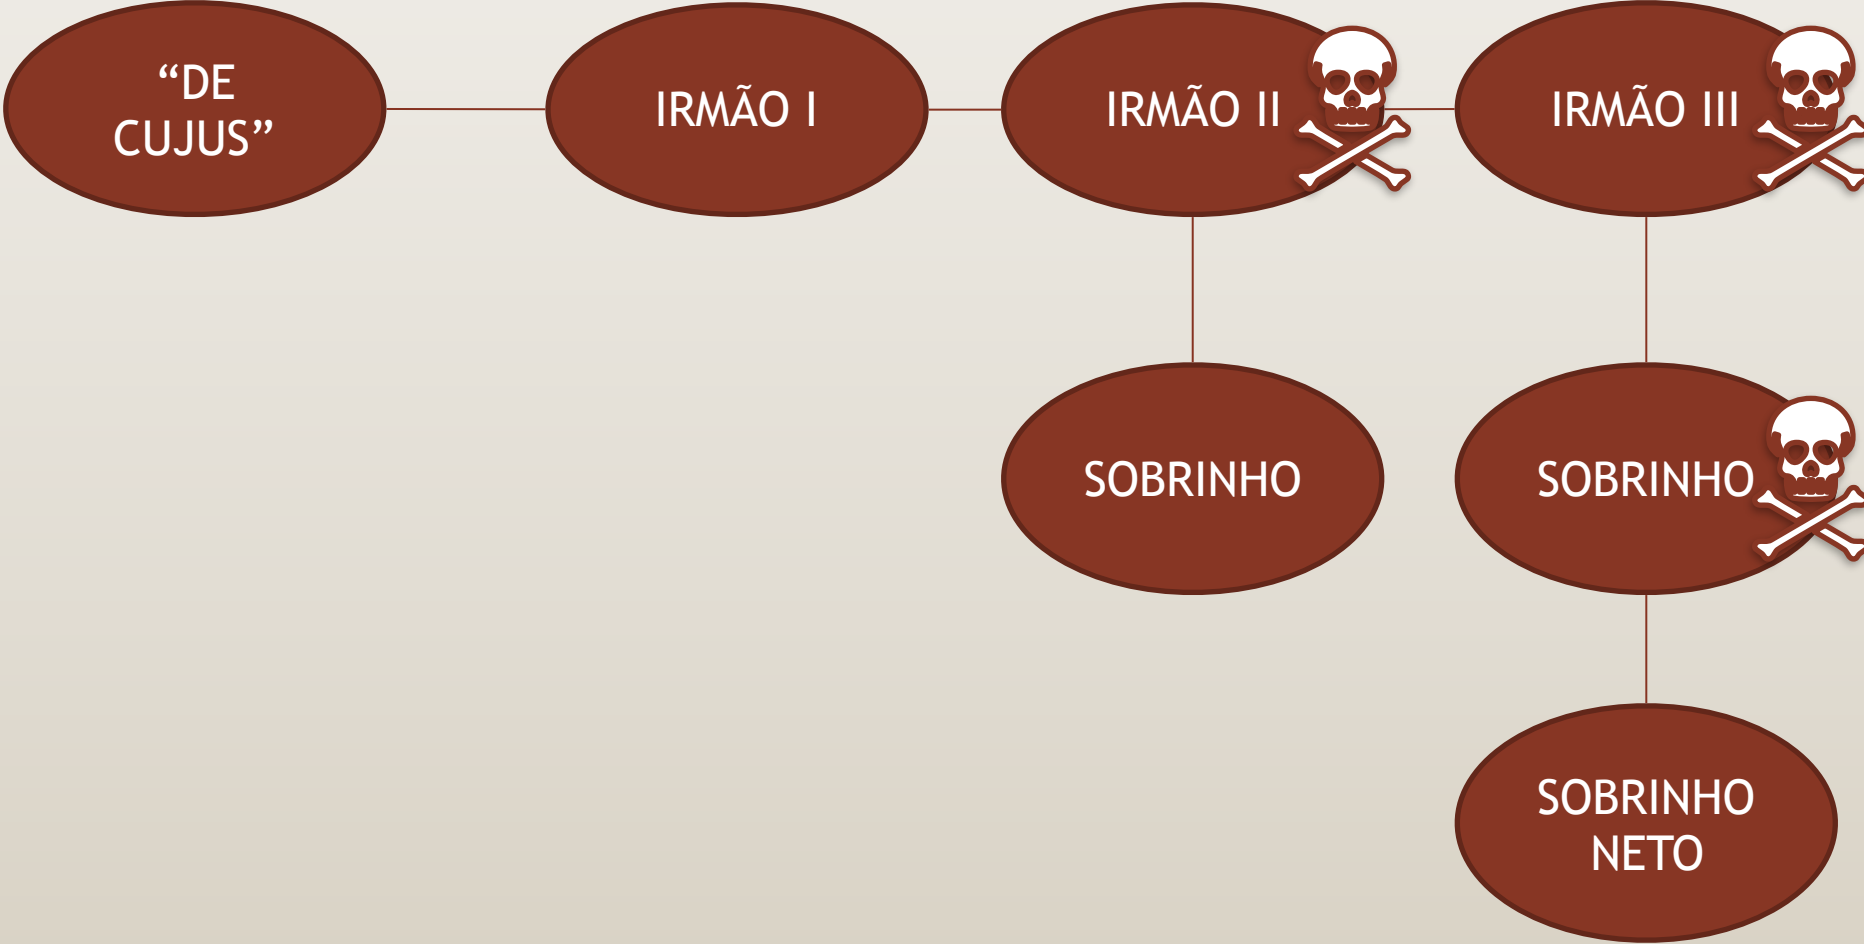 “DE
CUJUS”
IRMÃO I
IRMÃO II
IRMÃO III
SOBRINHO
SOBRINHO
SOBRINHO
NETO